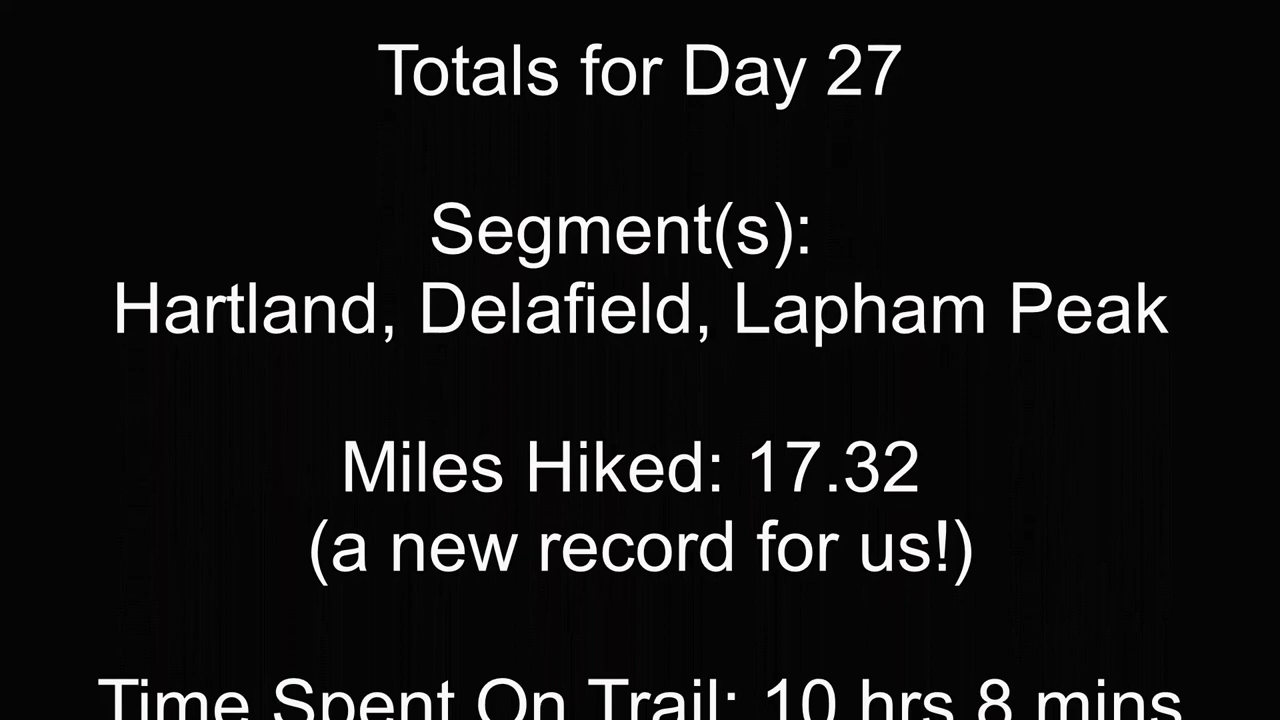 Totals for Day 27
Segment(s):
Hartland, Delafield, Lapham Peak
Miles Hiked: 17.32
(a new record for us!)
Time Spent On Trail: 10 hrs 8 mins